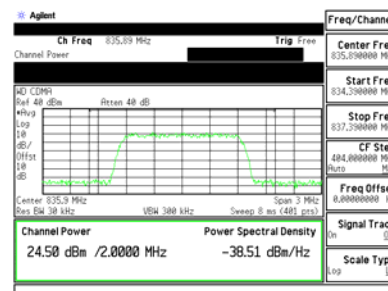 Agilent
Freq/Channe
Ch Freq 835.89 MHz Trig Free
Channel Power
Center Fre
835.890000 M
Start Fre
834.390000 M
Stop Fre
837.390000 M
CF Ste
404.000000 M
Auto M
Freq Offse
0.00000000
Signal Trac
On
Scale Typ
Log
WD CDMA
Ref 40 dBm Atten 40 dB
#Avg
Log
10
dB/
Offst
10
dB
Center 835.9 MHz Span 3 MHz
Res BW 30 kHz VBW 300 kHz Sweep 8 ms (401 pts)
Channel Power Power Spectral Density
24.50 dBm /2.0000 MHz -38.51 dBm/Hz